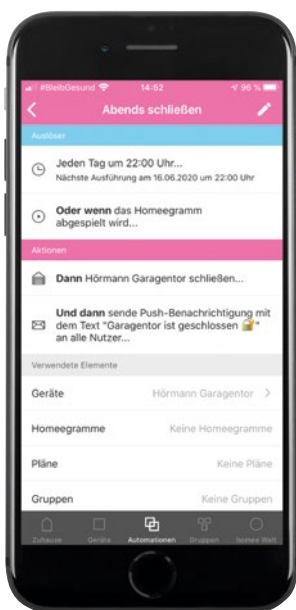 #BleibGesund 14:52 96 %
Abends schließen
Auslöser
Jeden Tag um 22:00 Uhr...
Nächste Ausführung am 16.06.2020 um 22:00 Uhr
Oder wenn das Homeegramm
abgespielt wird...
Aktionen
Dann Hörmann Garagentor schließen...
Und dann sende Push-Benachrichtigung mit
dem Text "Garagentor ist geschlossen 🔐"
an alle Nutzer...
Verwendete Elemente
Geräte Hörmann Garagentor
Homeegramme Keine Homeegramme
Pläne Keine Pläne
Gruppen Keine Gruppen
Zuhause Geräte Automationen Gruppen homee Welt